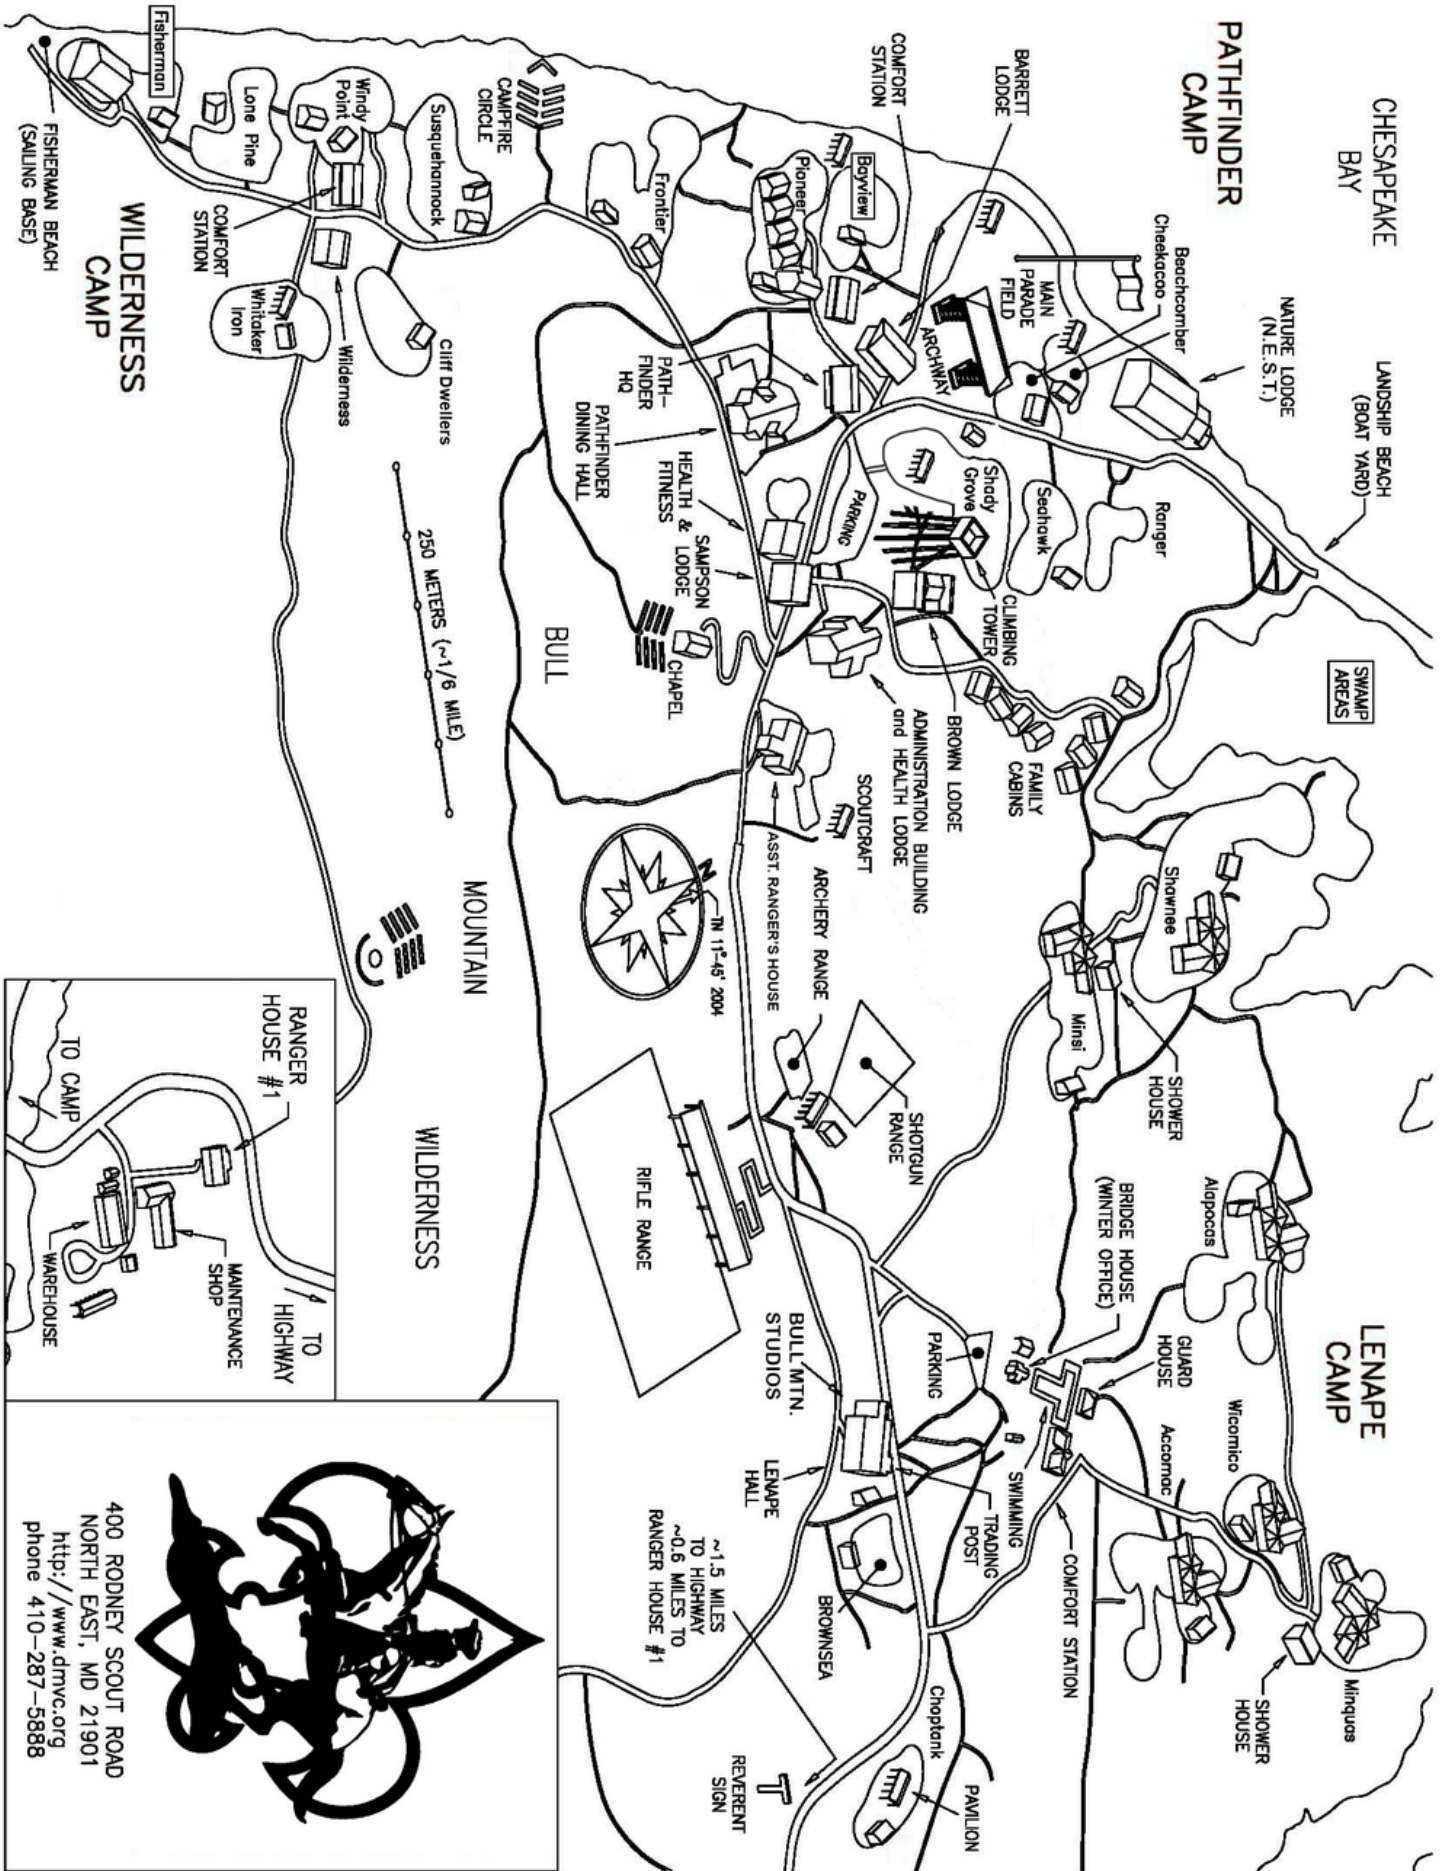 CHESAPEAKE
BAY
PATHFINDER
CAMP
LENAPE
CAMP
WILDERNESS
CAMP
LANDSHIP BEACH
(BOAT YARD)
SWAMP
AREAS
NATURE LODGE
(N.E.S.T.)
Beachcomber
Cheekacoo
MAIN
PARADE
FIELD
ARCHWAY
BARRETT
LODGE
COMFORT
STATION
Bayview
Pioneer
Frontier
CAMPFIRE
CIRCLE
Susquehannock
Windy
Point
Lone Pine
Fisherman
FISHERMAN BEACH
(SAILING BASE)
COMFORT
STATION
Whitaker
Iron
Wilderness
Cliff Dwellers
PATH-
FINDER
HQ
PATHFINDER
DINING HALL
HEALTH &
FITNESS
SAMPSON
LODGE
PARKING
Shady
Grove
Seahawk
Ranger
CLIMBING
TOWER
BROWN LODGE
FAMILY
CABINS
ADMINISTRATION BUILDING
and HEALTH LODGE
CHAPEL
SCOUTCRAFT
ASST. RANGER'S HOUSE
ARCHERY RANGE
SHOTGUN
RANGE
RIFLE RANGE
250 METERS (~1/6 MILE)
N
TN 11°-45' 2004
BULL
MOUNTAIN
WILDERNESS
Shawnee
Minsi
SHOWER
HOUSE
Alapocas
Wicomico
Accomac
Minquas
SHOWER
HOUSE
BRIDGE HOUSE
(WINTER OFFICE)
GUARD
HOUSE
PARKING
SWIMMING
TRADING
POST
COMFORT STATION
BULL MTN.
STUDIOS
LENAPE
HALL
BROWNSEA
Choptank
PAVILION
~1.5 MILES
TO HIGHWAY
~0.6 MILES TO
RANGER HOUSE #1
REVERENT
SIGN
RANGER
HOUSE #1
TO CAMP
TO
HIGHWAY
MAINTENANCE
SHOP
WAREHOUSE
400 RODNEY SCOUT ROAD
NORTH EAST, MD 21901
http://www.dmvc.org
phone 410-287-5888